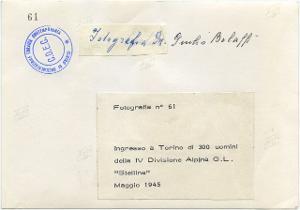 61
Fotografia di Giulio Bolaffi
C.D.E.C.
Fotografia n° 61
Ingresso a Torino di 300 uomini
della IV Divisione Alpina G.L.
"Stellina"
Maggio 1945